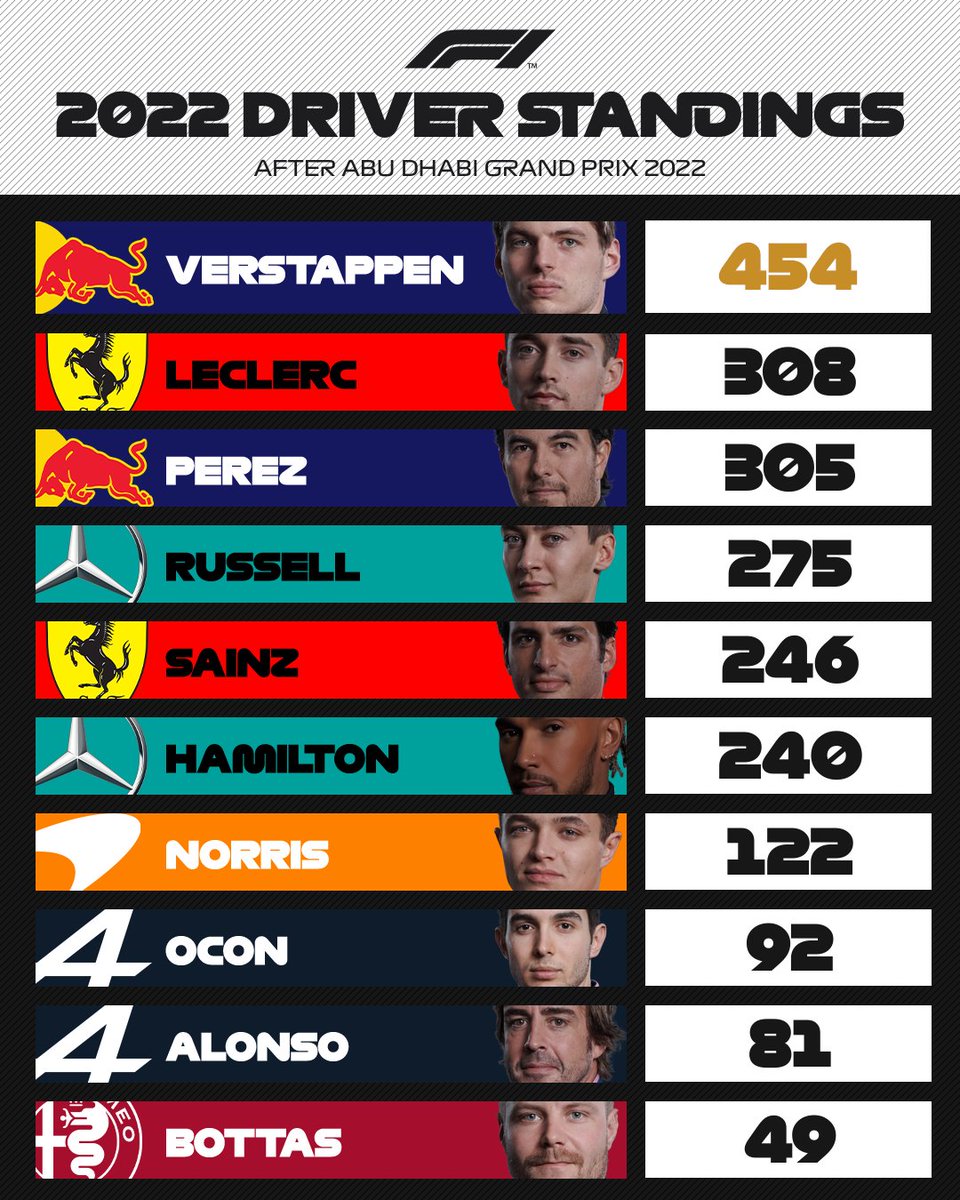 F1 ™
2022 DRIVER STANDINGS
AFTER ABU DHABI GRAND PRIX 2022
VERSTAPPEN 454
LECLERC 308
PEREZ 305
RUSSELL 275
SAINZ 246
HAMILTON 240
NORRIS 122
OCON 92
ALONSO 81
BOTTAS 49